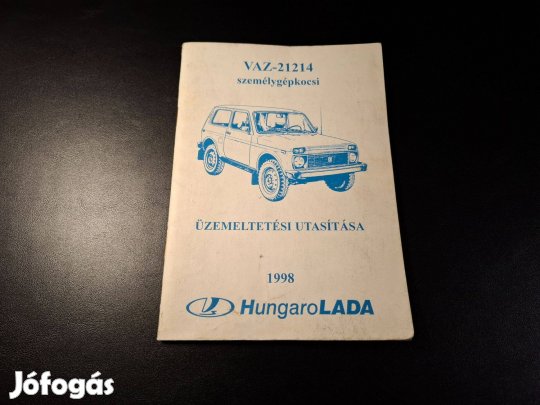 VAZ-21214
személygépkocsi
ÜZEMELTETÉSI UTASÍTÁSA
1998
HungaroLADA
Jófogás